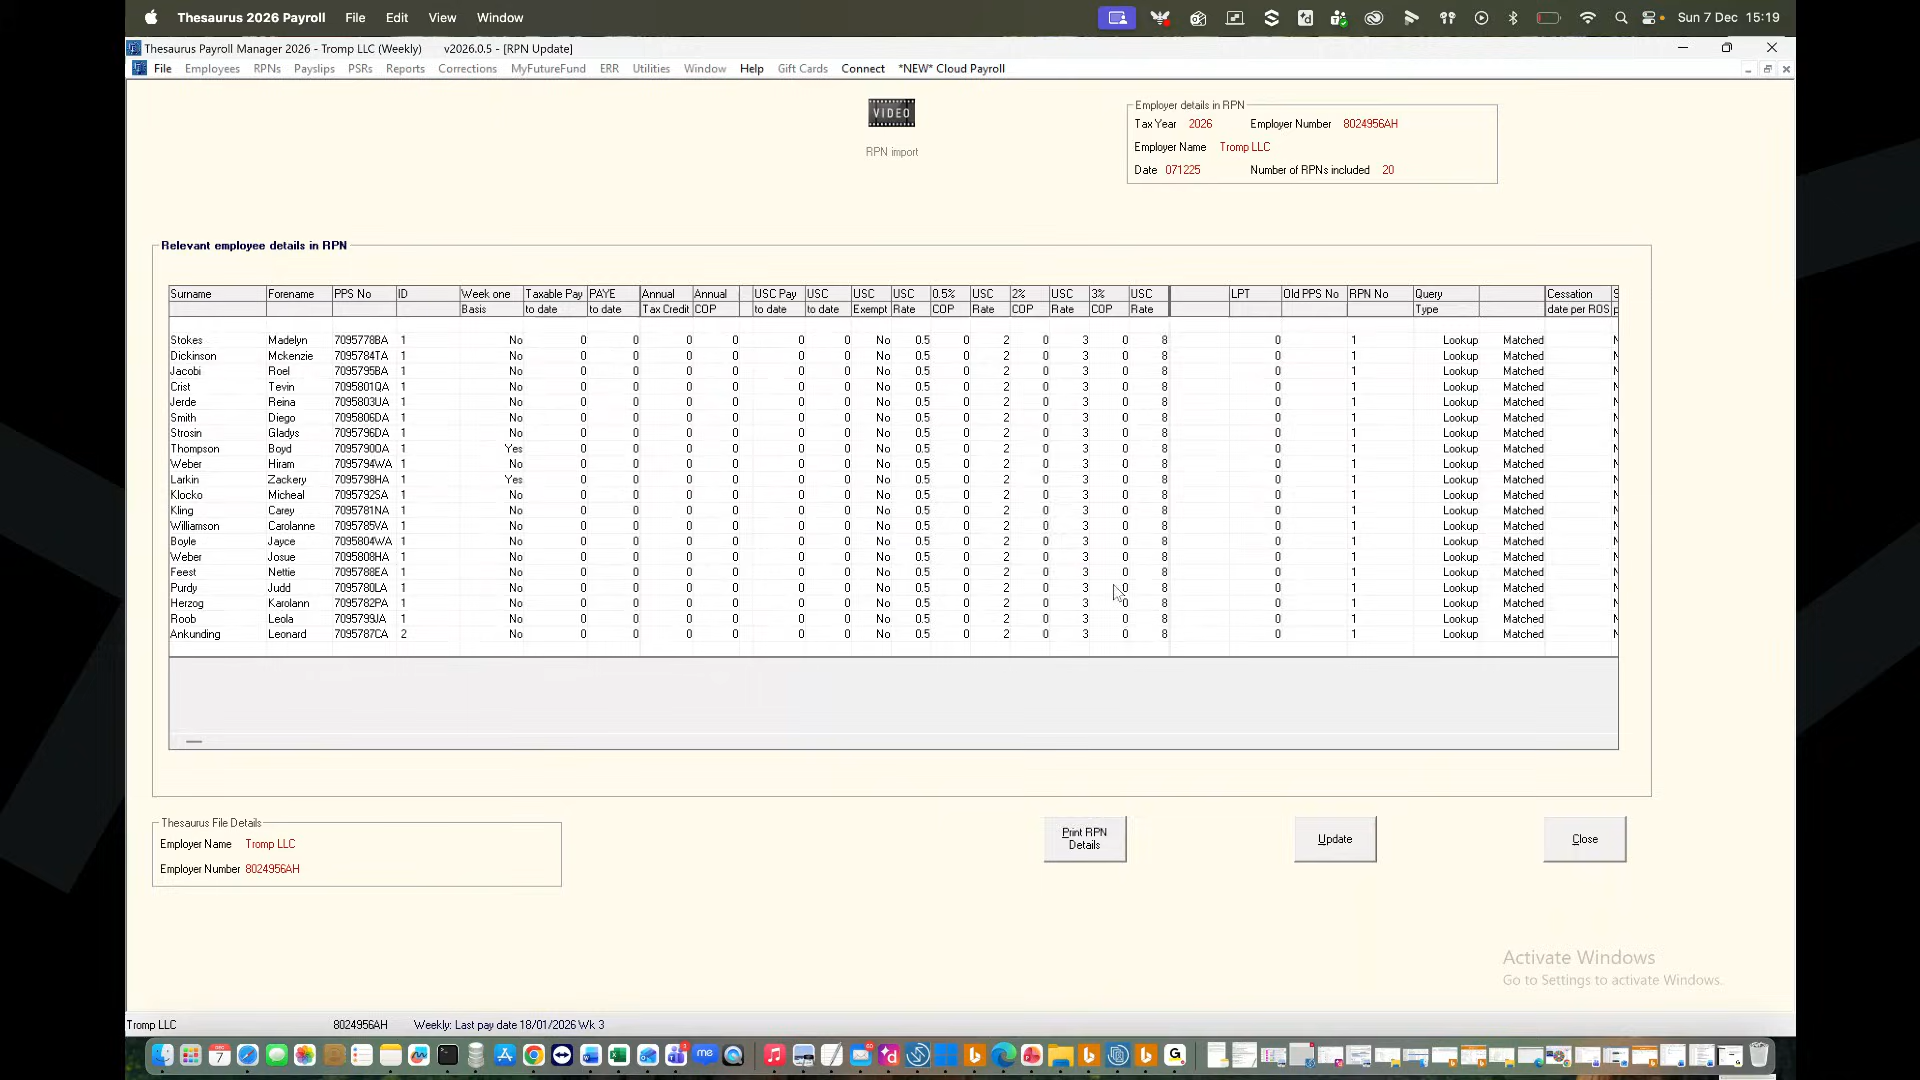 Thesaurus 2026 Payroll File Edit View Window Sun 7 Dec 15:19
Thesaurus Payroll Manager 2026 - Tromp LLC (Weekly) v2026.0.5 - [RPN Update]
File Employees RPNs Payslips PSRs Reports Corrections MyFutureFund ERR Utilities Window Help Gift Cards Connect *NEW* Cloud Payroll
VIDEO
RPN import
Employer details in RPN
Tax Year 2026 Employer Number 8024956AH
Employer Name Tromp LLC
Date 071225 Number of RPNs included 20
Relevant employee details in RPN
Surname Forename PPS No ID Week one Taxable Pay PAYE Annual Annual USC Pay USC USC USC 0.5% USC 2% USC 3% USC LPT Old PPS No RPN No Query Cessation
Basis to date to date Tax Credit COP to date to date Exempt Rate COP Rate COP Rate COP Rate Type date per ROS
Stokes Madelyn 7095778BA 1 No 0 0 0 0 0 0 No 0.5 0 2 0 3 0 8 0 1 Lookup Matched
Dickinson Mckenzie 7095784TA 1 No 0 0 0 0 0 0 No 0.5 0 2 0 3 0 8 0 1 Lookup Matched
Jacobi Roel 7095795BA 1 No 0 0 0 0 0 0 No 0.5 0 2 0 3 0 8 0 1 Lookup Matched
Crist Tevin 7095801QA 1 No 0 0 0 0 0 0 No 0.5 0 2 0 3 0 8 0 1 Lookup Matched
Jerde Reina 7095803UA 1 No 0 0 0 0 0 0 No 0.5 0 2 0 3 0 8 0 1 Lookup Matched
Smith Diego 7095806DA 1 No 0 0 0 0 0 0 No 0.5 0 2 0 3 0 8 0 1 Lookup Matched
Strosin Gladys 7095796DA 1 No 0 0 0 0 0 0 No 0.5 0 2 0 3 0 8 0 1 Lookup Matched
Thompson Boyd 1 Yes 0 0 0 0 0 0 No 0.5 0 2 0 3 0 8 0 1 Lookup Matched
Weber Hiram 7095794WA 1 No 0 0 0 0 0 0 No 0.5 0 2 0 3 0 8 0 1 Lookup Matched
Larkin Zackery 7095798HA 1 Yes 0 0 0 0 0 0 No 0.5 0 2 0 3 0 8 0 1 Lookup Matched
Klocko Micheal 7095792SA 1 No 0 0 0 0 0 0 No 0.5 0 2 0 3 0 8 0 1 Lookup Matched
Kling Carey 7095781NA 1 No 0 0 0 0 0 0 No 0.5 0 2 0 3 0 8 0 1 Lookup Matched
Williamson Carolanne 7095785VA 1 No 0 0 0 0 0 0 No 0.5 0 2 0 3 0 8 0 1 Lookup Matched
Boyle Jayce 7095804WA 1 No 0 0 0 0 0 0 No 0.5 0 2 0 3 0 8 0 1 Lookup Matched
Weber Josue 7095808HA 1 No 0 0 0 0 0 0 No 0.5 0 2 0 3 0 8 0 1 Lookup Matched
Feest Nettie 7095788EA 1 No 0 0 0 0 0 0 No 0.5 0 2 0 3 0 8 0 1 Lookup Matched
Purdy Judd 7095780LA 1 No 0 0 0 0 0 0 No 0.5 0 2 0 3 0 8 0 1 Lookup Matched
Herzog Karolann 7095782PA 1 No 0 0 0 0 0 0 No 0.5 0 2 0 3 0 8 0 1 Lookup Matched
Roob Leola 7095799JA 1 No 0 0 0 0 0 0 No 0.5 0 2 0 3 0 8 0 1 Lookup Matched
Ankunding Leonard 7095787CA 2 No 0 0 0 0 0 0 No 0.5 0 2 0 3 0 8 0 1 Lookup Matched
Thesaurus File Details
Employer Name Tromp LLC
Employer Number 8024956AH
Print RPN
Details
Update
Close
Activate Windows
Go to Settings to activate Windows.
Tromp LLC 8024956AH Weekly: Last pay date 18/01/2026 Wk 3